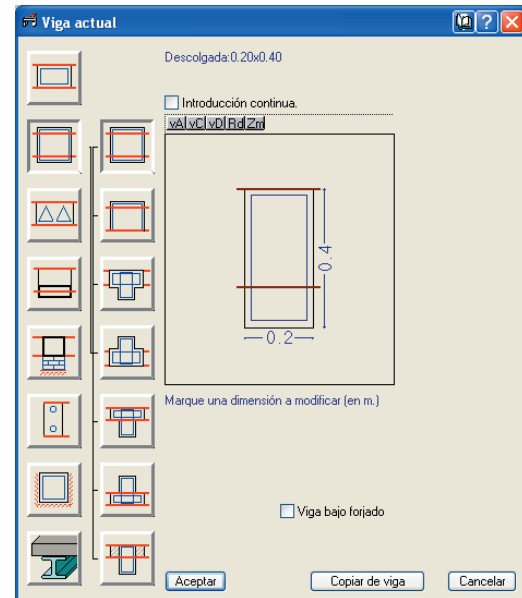 Viga actual
Descolgada:0.20x0.40
Introducción continua.
vA vC vD Rd Zm
0.4
0.2
Marque una dimensión a modificar (en m.)
Viga bajo forjado
Aceptar
Copiar de viga
Cancelar